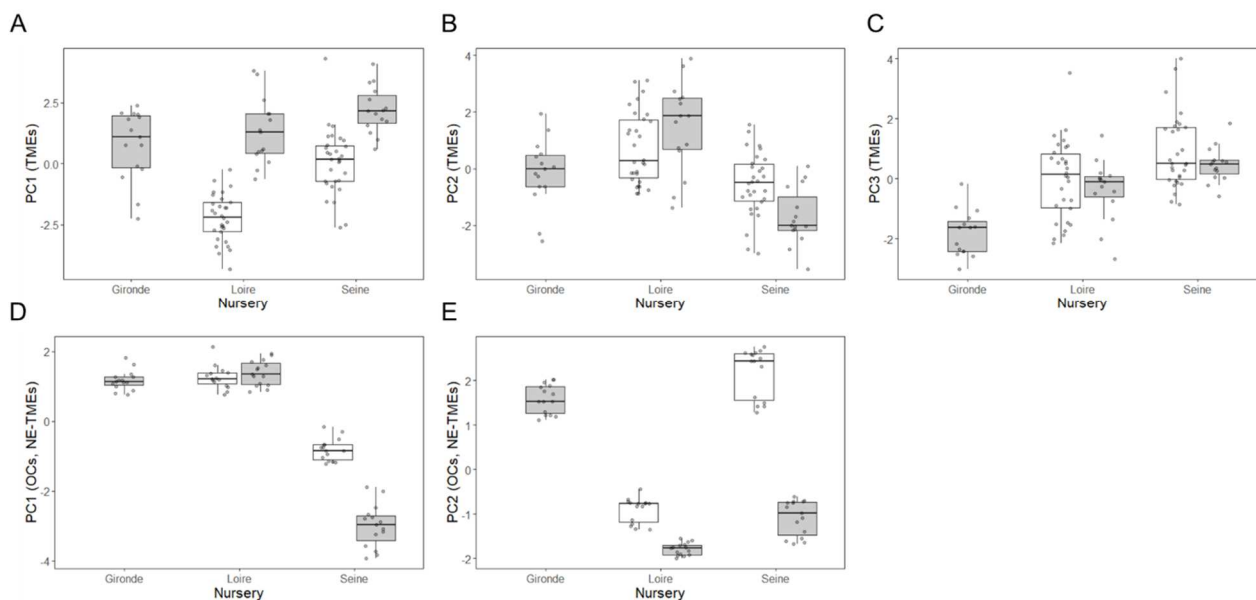 A
PC1 (TMEs)
2.5
0.0
-2.5
Gironde Loire Seine
Nursery
B
PC2 (TMEs)
4
2
0
-2
Gironde Loire Seine
Nursery
C
PC3 (TMEs)
4
2
0
-2
Gironde Loire Seine
Nursery
D
PC1 (OCs, NE-TMEs)
2
0
-2
-4
Gironde Loire Seine
Nursery
E
PC2 (OCs, NE-TMEs)
2
1
0
-1
-2
Gironde Loire Seine
Nursery